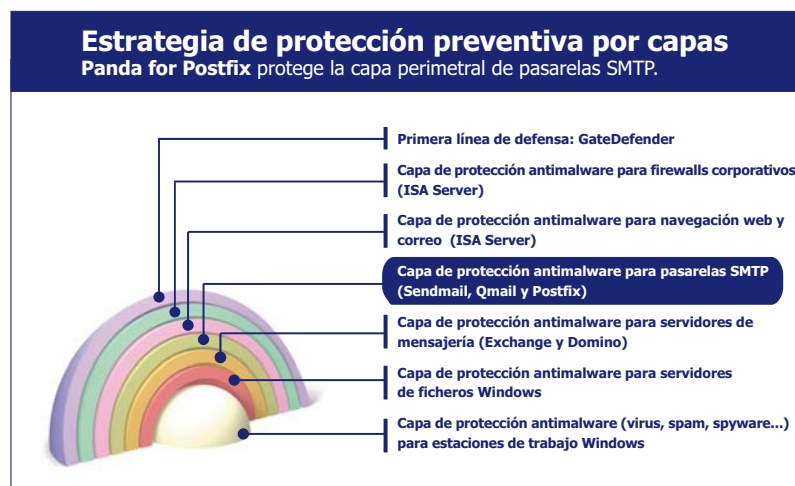 Estrategia de protección preventiva por capas
Panda for Postfix protege la capa perimetral de pasarelas SMTP.
Primera línea de defensa: GateDefender
Capa de protección antimalware para firewalls corporativos
(ISA Server)
Capa de protección antimalware para navegación web y
correo (ISA Server)
Capa de protección antimalware para pasarelas SMTP
(Sendmail, Qmail y Postfix)
Capa de protección antimalware para servidores de
mensajería (Exchange y Domino)
Capa de protección antimalware para servidores
de ficheros Windows
Capa de protección antimalware (virus, spam, spyware...)
para estaciones de trabajo Windows